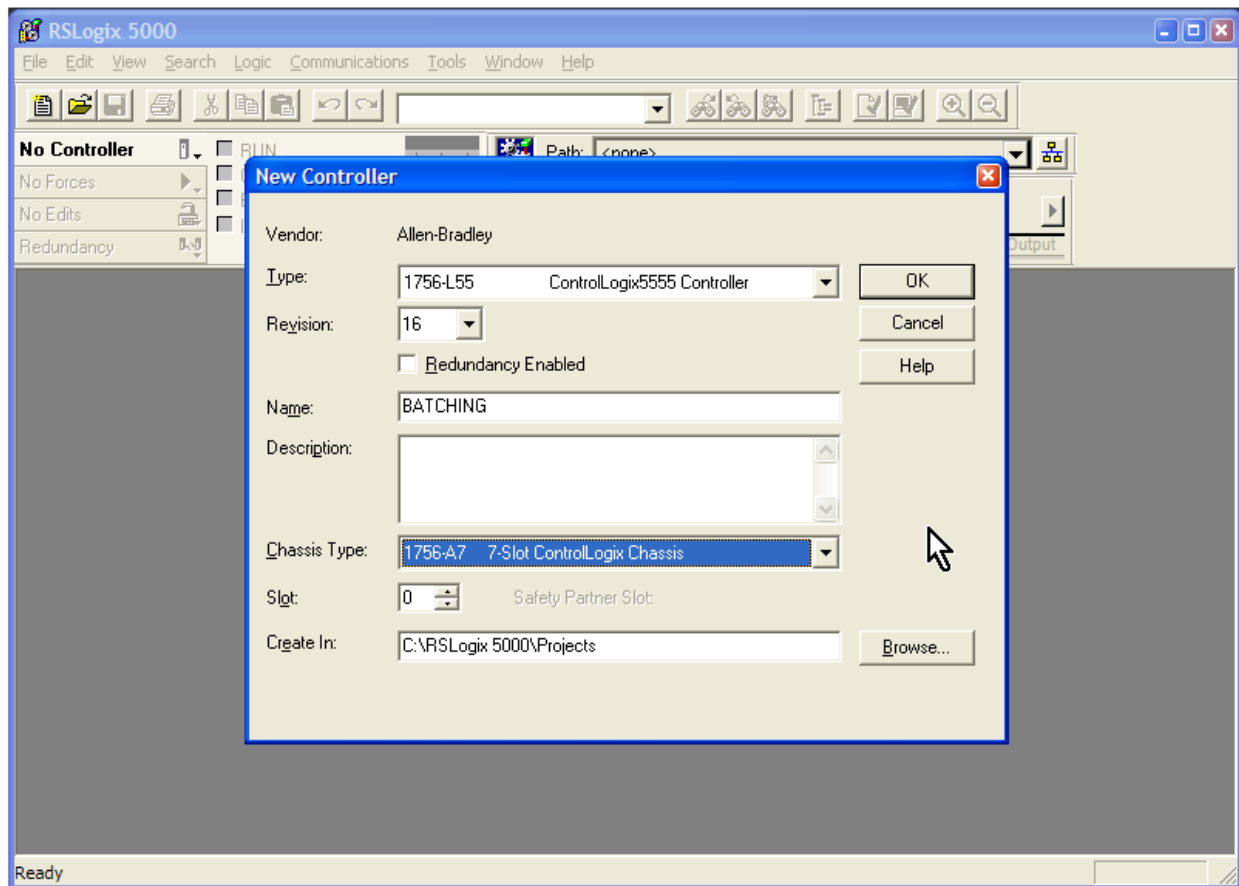 RSLogix 5000
File Edit View Search Logic Communications Tools Window Help
No Controller
RUN
Path: <none>
No Forces
No Edits
Redundancy
Output
New Controller
Vendor: Allen-Bradley
Type: 1756-L55 ControlLogix5555 Controller
OK
Revision: 16
Cancel
Redundancy Enabled
Help
Name: BATCHING
Description:
Chassis Type: 1756-A7 7-Slot ControlLogix Chassis
Slot: 0 Safety Partner Slot:
Create In: C:\RSLogix 5000\Projects
Browse...
Ready